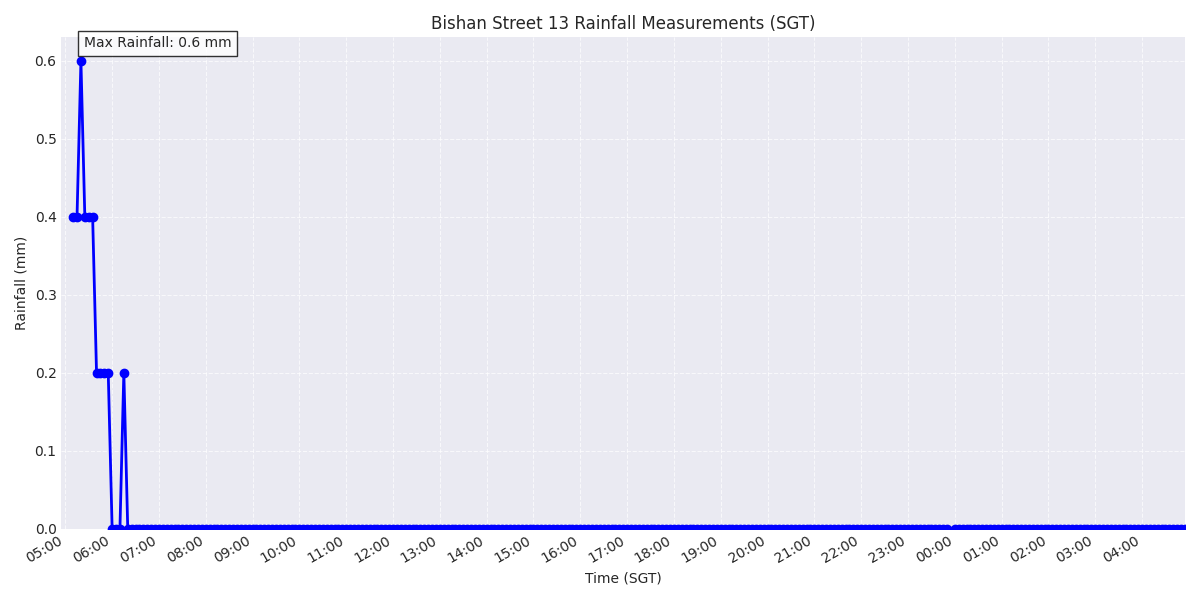 Bishan Street 13 Rainfall Measurements (SGT)
Max Rainfall: 0.6 mm
0.6
0.5
0.4
0.3
0.2
0.1
0.0
Rainfall (mm)
05:00 06:00 07:00 08:00 09:00 10:00 11:00 12:00 13:00 14:00 15:00 16:00 17:00 18:00 19:00 20:00 21:00 22:00 23:00 00:00 01:00 02:00 03:00 04:00
Time (SGT)